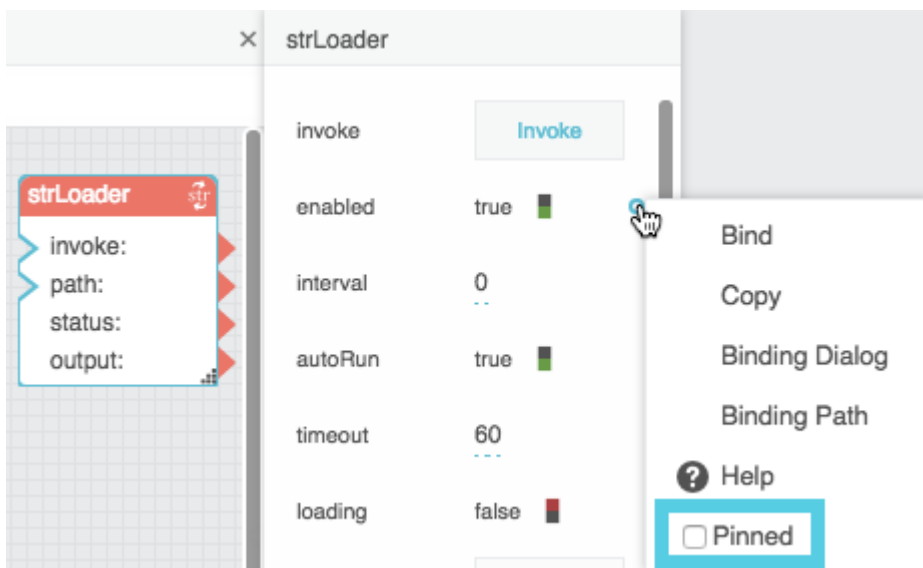 × strLoader
strLoader str
invoke:
path:
status:
output:
invoke Invoke
enabled true
interval 0
autoRun true
timeout 60
loading false
Bind
Copy
Binding Dialog
Binding Path
? Help
Pinned